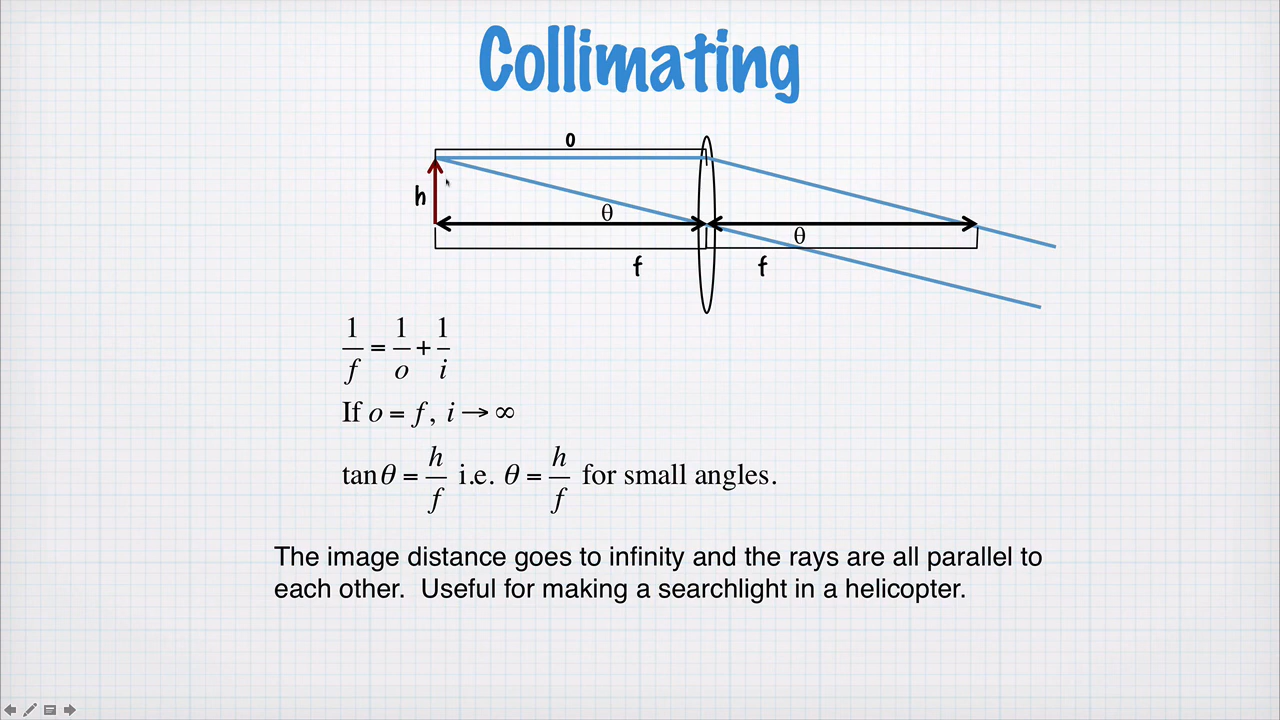 Collimating
o
h
θ
θ
f
f
1/f = 1/o + 1/i
If o = f, i → ∞
tanθ = h/f i.e. θ = h/f for small angles.
The image distance goes to infinity and the rays are all parallel to
each other. Useful for making a searchlight in a helicopter.